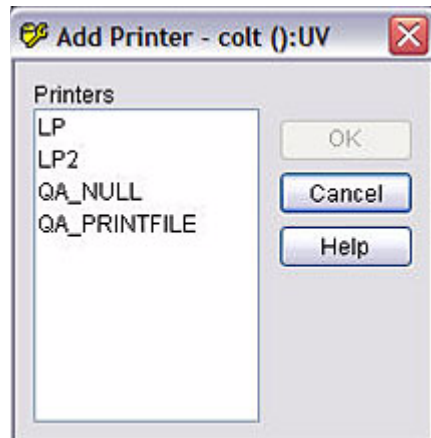 Add Printer - colt ():UV
Printers
LP
LP2
QA_NULL
QA_PRINTFILE
OK
Cancel
Help